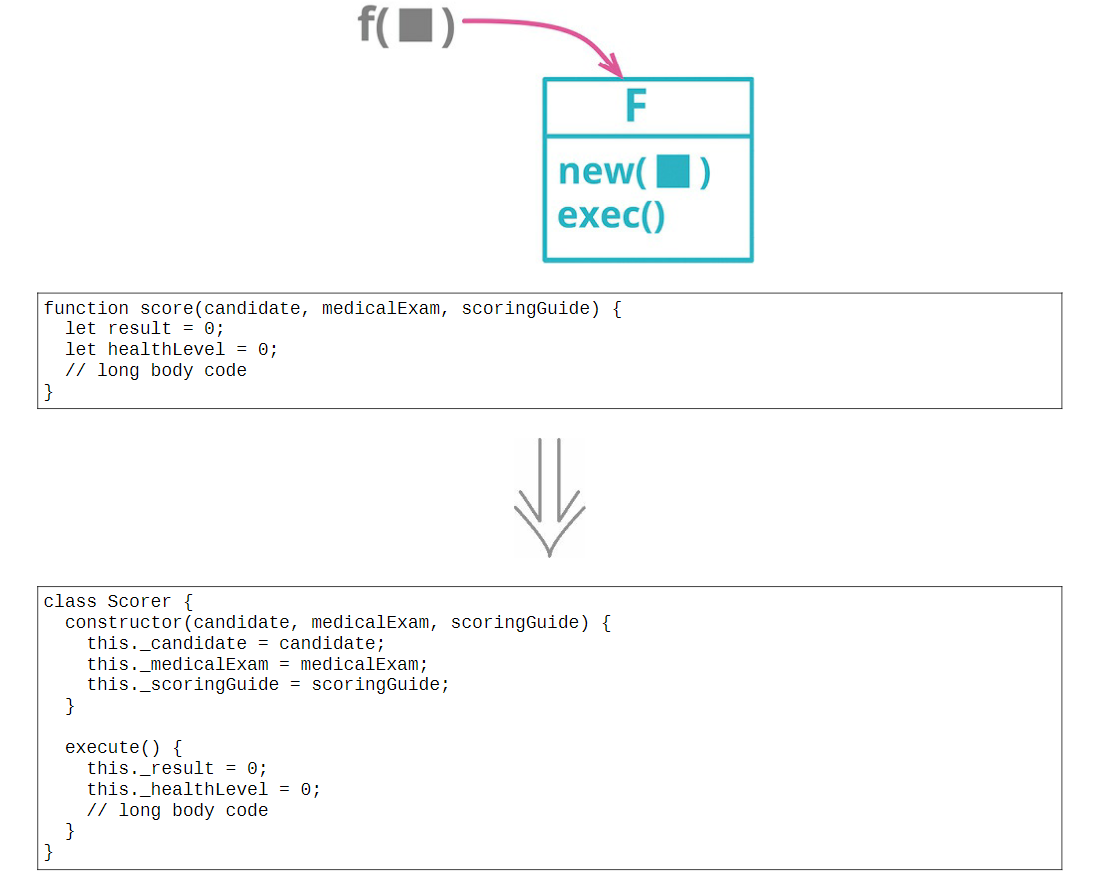 f( )
F
new( )
exec()
function score(candidate, medicalExam, scoringGuide) {
  let result = 0;
  let healthLevel = 0;
  // long body code
}
class Scorer {
  constructor(candidate, medicalExam, scoringGuide) {
    this._candidate = candidate;
    this._medicalExam = medicalExam;
    this._scoringGuide = scoringGuide;
  }
  execute() {
    this._result = 0;
    this._healthLevel = 0;
    // long body code
  }
}